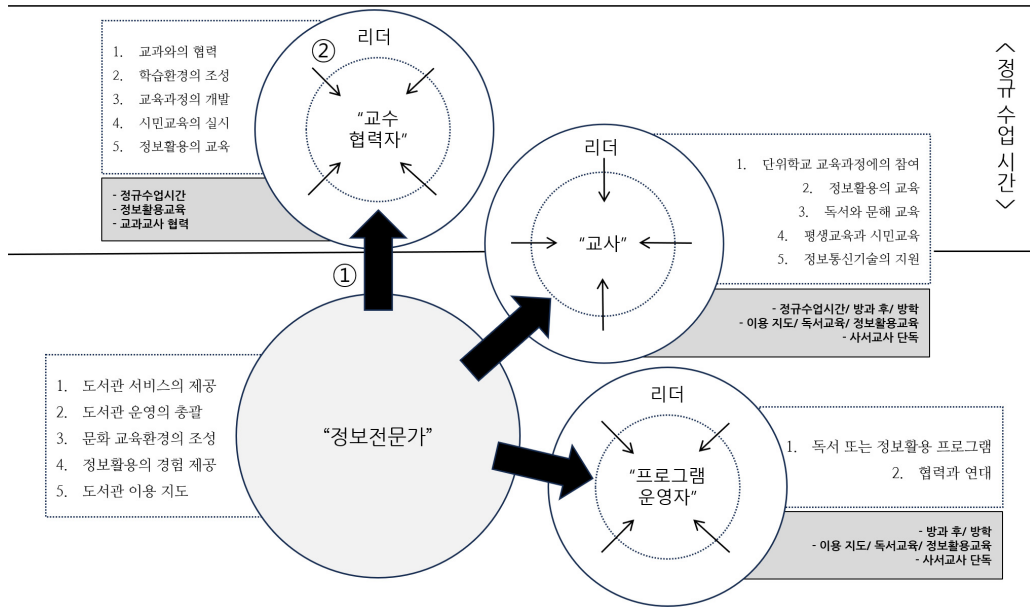 리더
②
1. 교과와의 협력
2. 학습환경의 조성
3. 교육과정의 개발
4. 시민교육의 실시
5. 정보활용의 교육
"교수
협력자"
- 정규수업시간
- 정보활용교육
- 교과교사 협력
〈정규 수업 시간〉
리더
"교사"
1. 단위학교 교육과정에의 참여
2. 정보활용의 교육
3. 독서와 문해 교육
4. 평생교육과 시민교육
5. 정보통신기술의 지원
- 정규수업시간/ 방과 후/ 방학
- 이용 지도/ 독서교육/ 정보활용교육
- 사서교사 단독
①
1. 도서관 서비스의 제공
2. 도서관 운영의 총괄
3. 문화 교육환경의 조성
4. 정보활용의 경험 제공
5. 도서관 이용 지도
"정보전문가"
리더
"프로그램
운영자"
1. 독서 또는 정보활용 프로그램
2. 협력과 연대
- 방과 후/ 방학
- 이용 지도/ 독서교육/ 정보활용교육
- 사서교사 단독